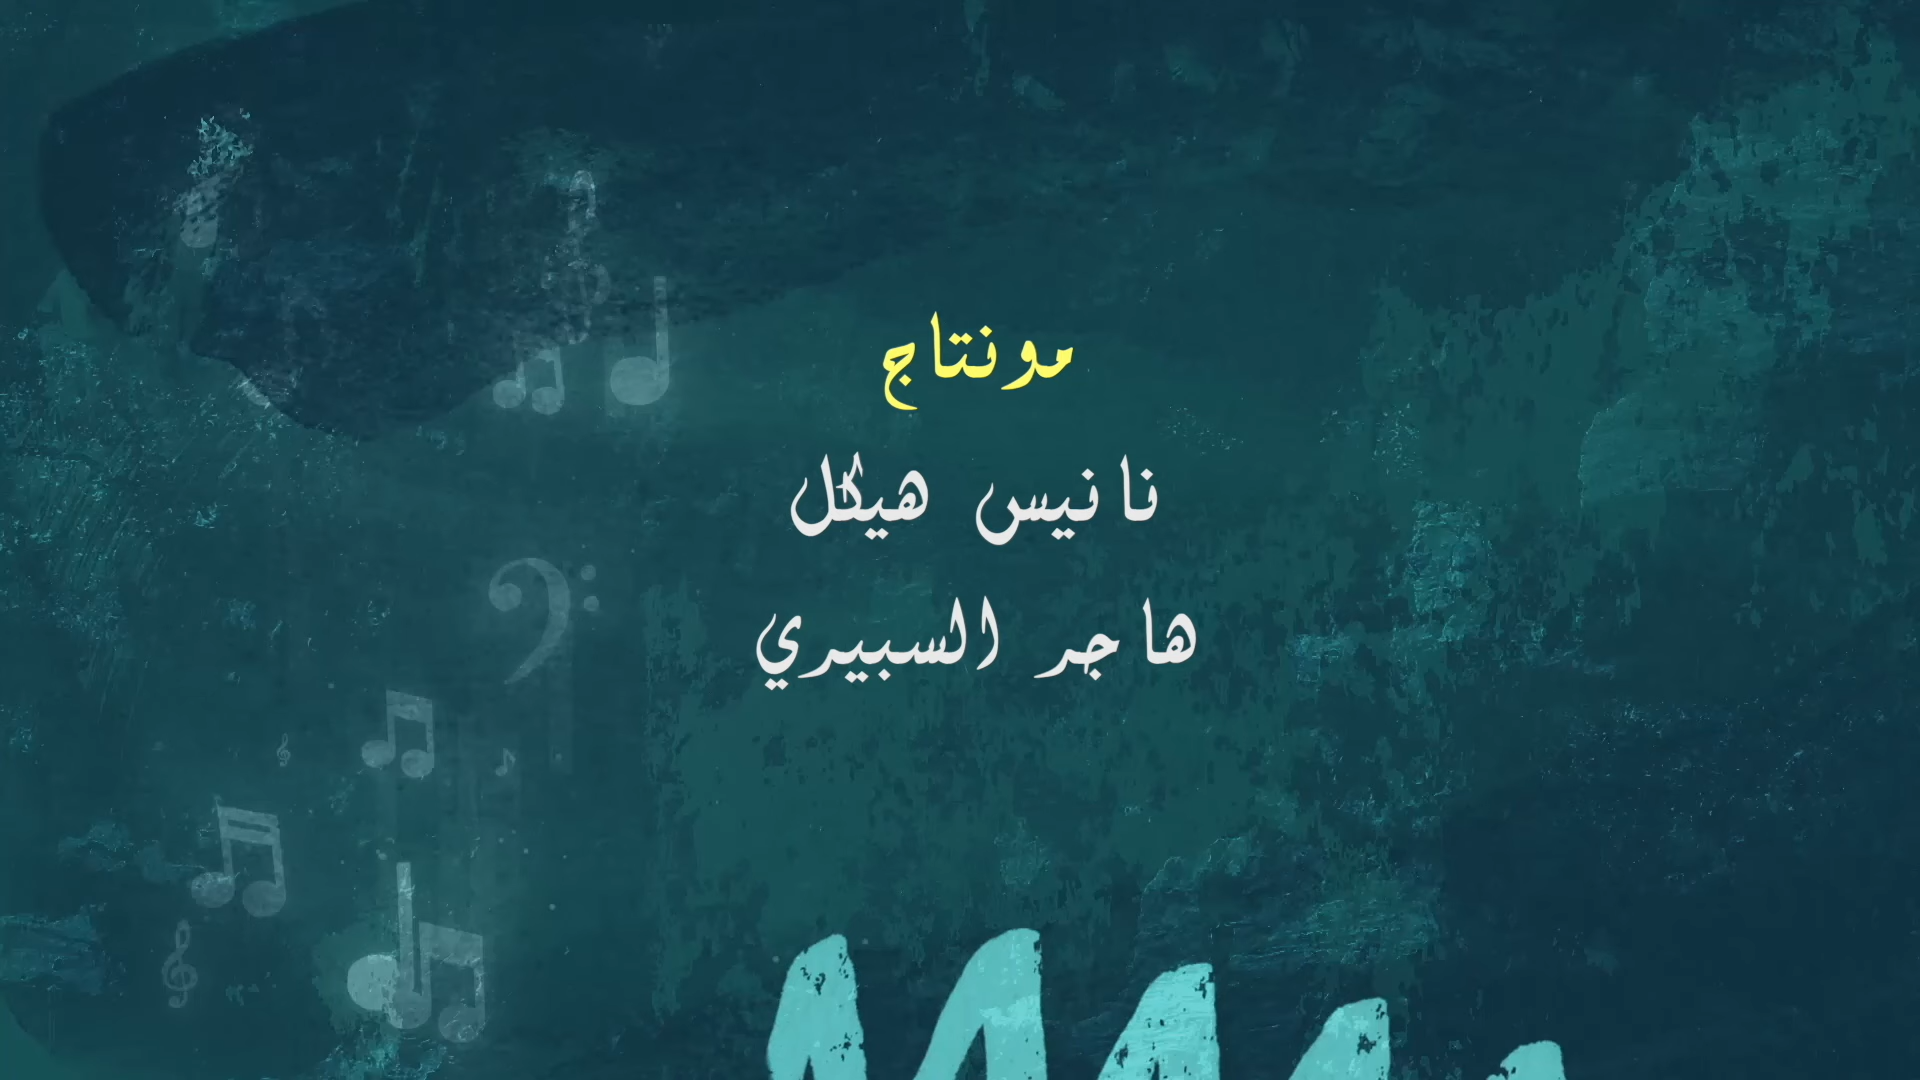 مونتاج
نانيس هيكل
هاجر السبيري